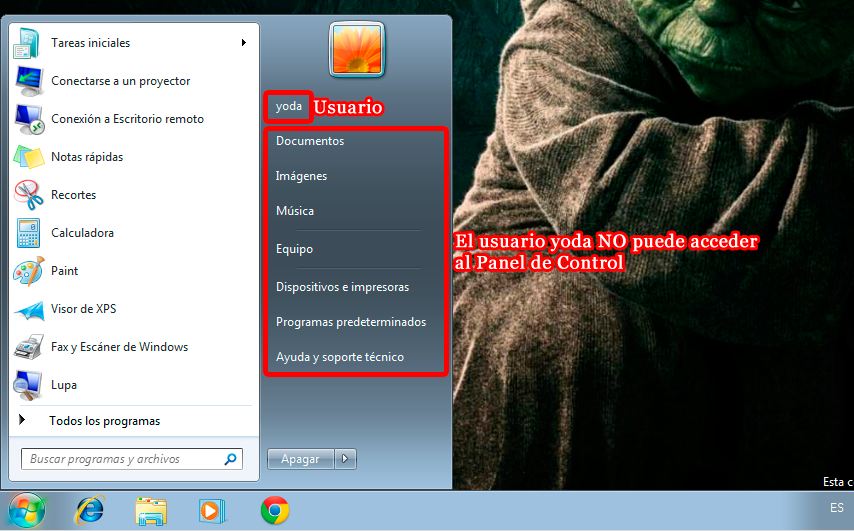 Tareas iniciales
Conectarse a un proyector
Conexión a Escritorio remoto
Notas rápidas
Recortes
Calculadora
Paint
Visor de XPS
Fax y Escáner de Windows
Lupa
Todos los programas
Buscar programas y archivos
yoda
Usuario
Documentos
Imágenes
Música
Equipo
Dispositivos e impresoras
Programas predeterminados
Ayuda y soporte técnico
Apagar
El usuario yoda NO puede acceder
al Panel de Control
Esta c
ES